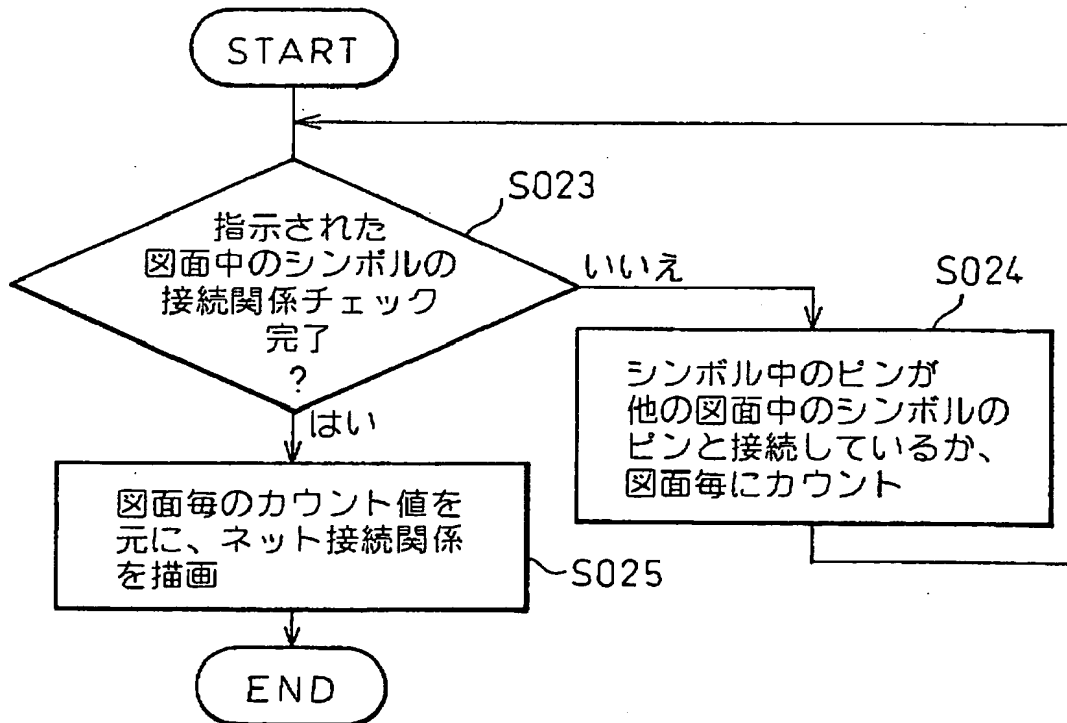 START
S023
指示された
図面中のシンボルの
接続関係チェック
完了
?
いいえ
S024
シンボル中のピンが
他の図面中のシンボルの
ピンと接続しているか、
図面毎にカウント
はい
図面毎のカウント値を
元に、ネット接続関係
を描画
S025
END